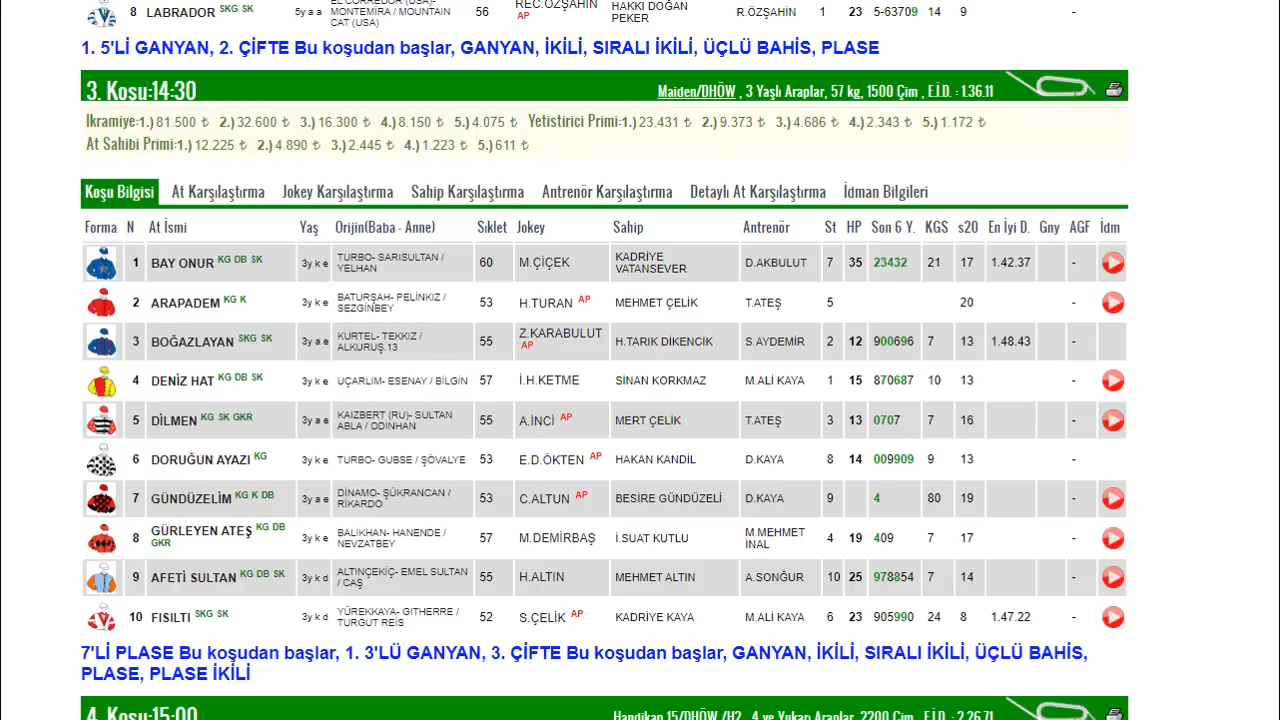 8 LABRADOR SKG SK 5y a a EL CORREDOR (USA)- MONTEMIRA / MOUNTAIN CAT (USA) 56 REC.ÖZŞAHİN AP HAKKI DOĞAN PEKER R.ÖZŞAHİN 1 23 5-63709 14 9 -
1. 5'Lİ GANYAN, 2. ÇİFTE Bu koşudan başlar, GANYAN, İKİLİ, SIRALI İKİLİ, ÜÇLÜ BAHİS, PLASE
3. Koşu:14:30 Maiden/DHÖW , 3 Yaşlı Araplar, 57 kg, 1500 Çim , E.İ.D. : 1.36.11
İkramiye:1.)81.500 ₺ 2.)32.600 ₺ 3.)16.300 ₺ 4.)8.150 ₺ 5.)4.075 ₺ Yetistirici Primi:1.)23.431 ₺ 2.)9.373 ₺ 3.)4.686 ₺ 4.)2.343 ₺ 5.)1.172 ₺
At Sahibi Primi:1.)12.225 ₺ 2.)4.890 ₺ 3.)2.445 ₺ 4.)1.223 ₺ 5.)611 ₺
Koşu Bilgisi At Karşılaştırma Jokey Karşılaştırma Sahip Karşılaştırma Antrenör Karşılaştırma Detaylı At Karşılaştırma İdman Bilgileri
Forma N At İsmi Yaş Orijin(Baba - Anne) Sıklet Jokey Sahip Antrenör St HP Son 6 Y. KGS s20 En İyi D. Gny AGF İdm
1 BAY ONUR KG DB SK 3y k e TURBO- SARISULTAN / YELHAN 60 M.ÇİÇEK KADRİYE VATANSEVER D.AKBULUT 7 35 23432 21 17 1.42.37 -
2 ARAPADEM KG K 3y k e BATURŞAH- PELİNKIZ / SEZGİNBEY 53 H.TURAN AP MEHMET ÇELİK T.ATEŞ 5 20 -
3 BOĞAZLAYAN SKG SK 3y a e KURTEL- TEKKIZ / ALKURUŞ.13 55 Z.KARABULUT AP H.TARIK DİKENCİK S.AYDEMİR 2 12 900696 7 13 1.48.43 -
4 DENİZ HAT KG DB SK 3y k e UÇARLIM- ESENAY / BİLGİN 57 İ.H.KETME SİNAN KORKMAZ M.ALİ KAYA 1 15 870687 10 13 -
5 DİLMEN KG SK GKR 3y a e KAIZBERT (RU)- SULTAN ABLA / ODİNHAN 55 A.İNCİ AP MERT ÇELİK T.ATEŞ 3 13 0707 7 16 -
6 DORUĞUN AYAZI KG 3y k e TURBO- GUBSE / ŞÖVALYE 53 E.D.ÖKTEN AP HAKAN KANDİL D.KAYA 8 14 009909 9 13 -
7 GÜNDÜZELİM KG K DB 3y a e DİNAMO- ŞÜKRANCAN / RİKARDO 53 C.ALTUN AP BESİRE GÜNDÜZELİ D.KAYA 9 4 80 19 -
8 GÜRLEYEN ATEŞ KG DB GKR 3y k e BALIKHAN- HANENDE / NEVZATBEY 57 M.DEMİRBAŞ İ.SUAT KUTLU M.MEHMET İNAL 4 19 409 7 17 -
9 AFETİ SULTAN KG DB SK 3y k d ALTINÇEKİÇ- EMEL SULTAN / CAŞ 55 H.ALTIN MEHMET ALTIN A.SONĞUR 10 25 978854 7 14 -
10 FISILTI SKG SK 3y k d YÜREKKAYA- GITHERRE / TURGUT REİS 52 S.ÇELİK AP KADRİYE KAYA M.ALİ KAYA 6 23 905990 24 8 1.47.22 -
7'Lİ PLASE Bu koşudan başlar, 1. 3'LÜ GANYAN, 3. ÇİFTE Bu koşudan başlar, GANYAN, İKİLİ, SIRALI İKİLİ, ÜÇLÜ BAHİS,
PLASE, PLASE İKİLİ
4. Koşu:15:00 Handikap 15/DHÖW /H2 , 4 ve Yukarı Araplar, 2200 Çim , E.İ.D. : 2.26.71